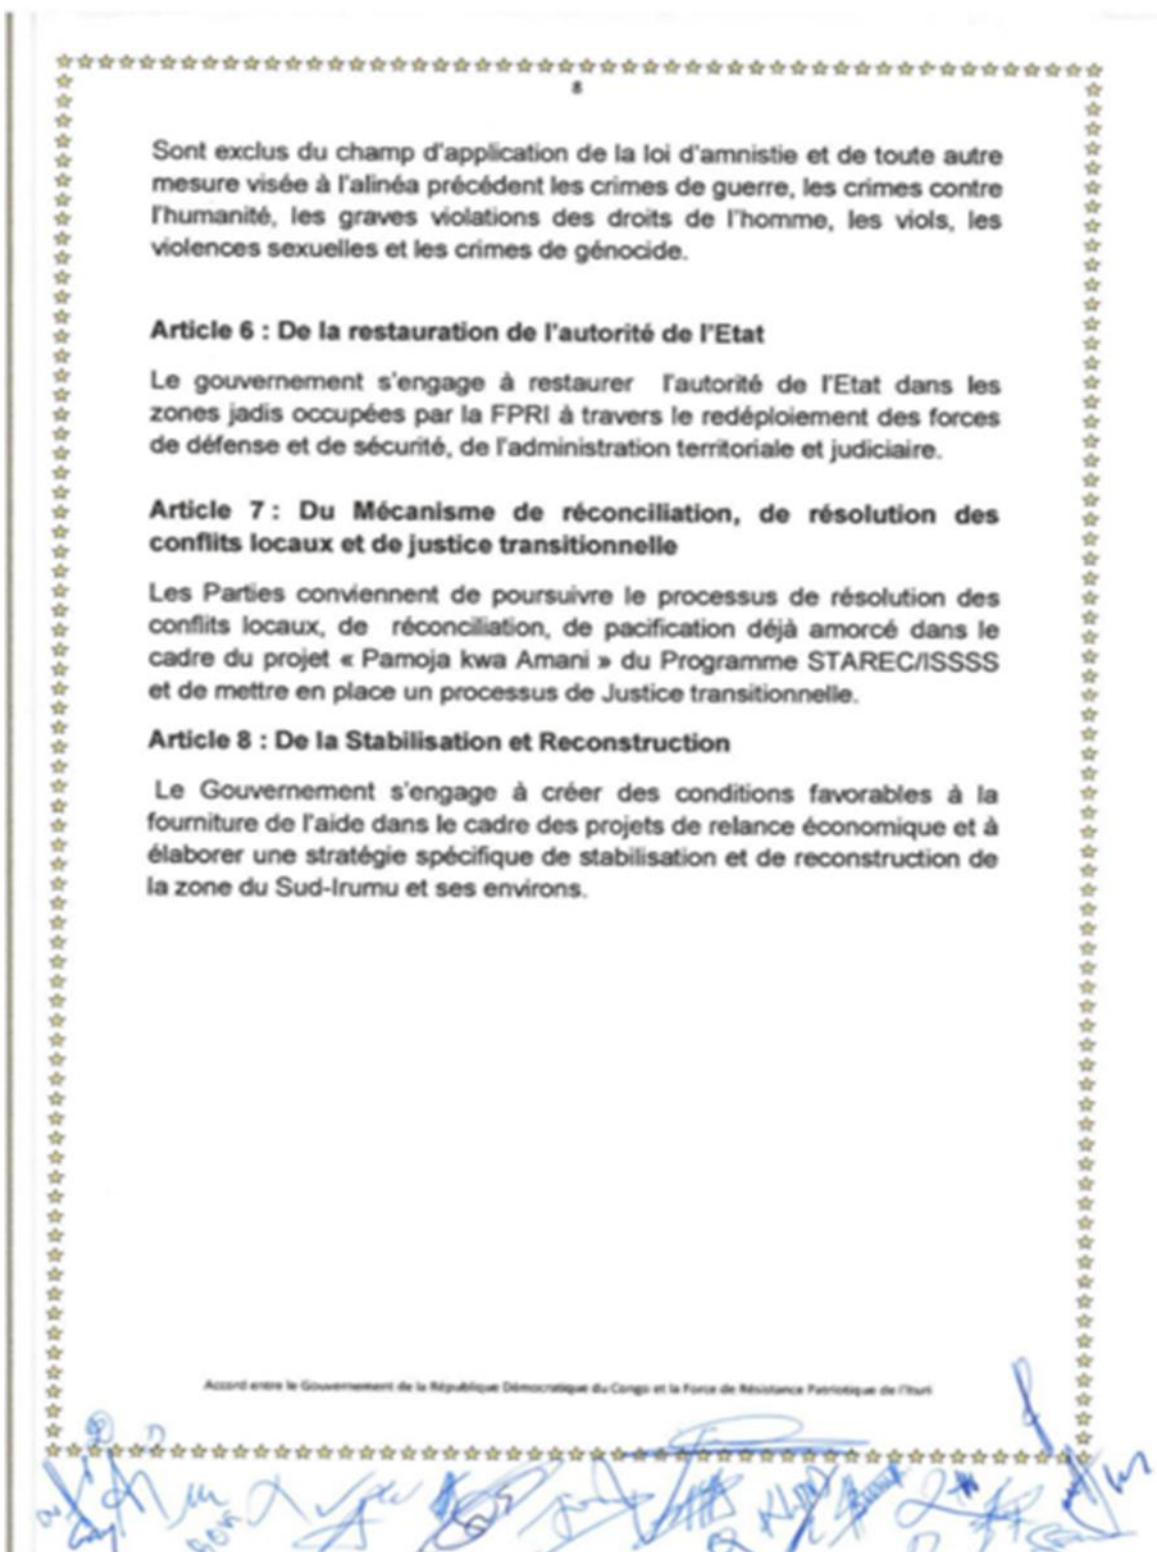 8
Sont exclus du champ d'application de la loi d'amnistie et de toute autre
mesure visée à l'alinéa précédent les crimes de guerre, les crimes contre
l'humanité, les graves violations des droits de l'homme, les viols, les
violences sexuelles et les crimes de génocide.
Article 6 : De la restauration de l'autorité de l'Etat
Le gouvernement s'engage à restaurer l'autorité de l'Etat dans les
zones jadis occupées par la FPRI à travers le redéploiement des forces
de défense et de sécurité, de l'administration territoriale et judiciaire.
Article 7 : Du Mécanisme de réconciliation, de résolution des
conflits locaux et de justice transitionnelle
Les Parties conviennent de poursuivre le processus de résolution des
conflits locaux, de réconciliation, de pacification déjà amorcé dans le
cadre du projet « Pamoja kwa Amani » du Programme STAREC/ISSSS
et de mettre en place un processus de Justice transitionnelle.
Article 8 : De la Stabilisation et Reconstruction
Le Gouvernement s'engage à créer des conditions favorables à la
fourniture de l'aide dans le cadre des projets de relance économique et à
élaborer une stratégie spécifique de stabilisation et de reconstruction de
la zone du Sud-Irumu et ses environs.
Accord entre le Gouvernement de la République Démocratique du Congo et la Force de Résistance Patriotique de l'Ituri